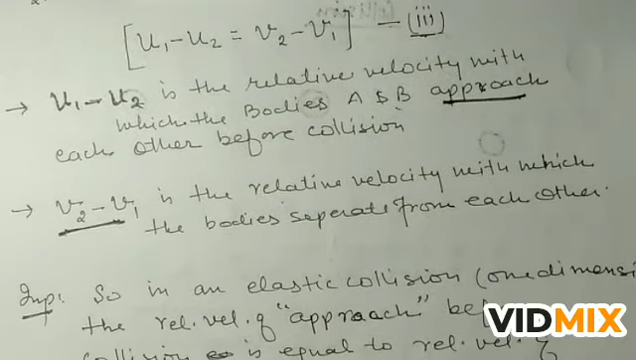 [u₁-u₂ = v₂-v₁] — (iii)
→ u₁-u₂ is the relative velocity with
which the Bodies A & B approach
each other before collision
→ v₂-v₁ is the relative velocity with which
the bodies seperate from each other.
Imp: So in an elastic collision (one dimensi
the rel. vel. of "approach" be
collision is equal to rel. vel.
VIDMIX